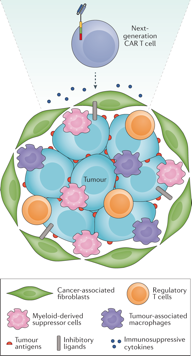 Next-
generation
CAR T cell
Tumour
Cancer-associated
fibroblasts
Regulatory
T cells
Myeloid-derived
suppressor cells
Tumour-associated
macrophages
Tumour
antigens
Inhibitory
ligands
Immunosuppressive
cytokines